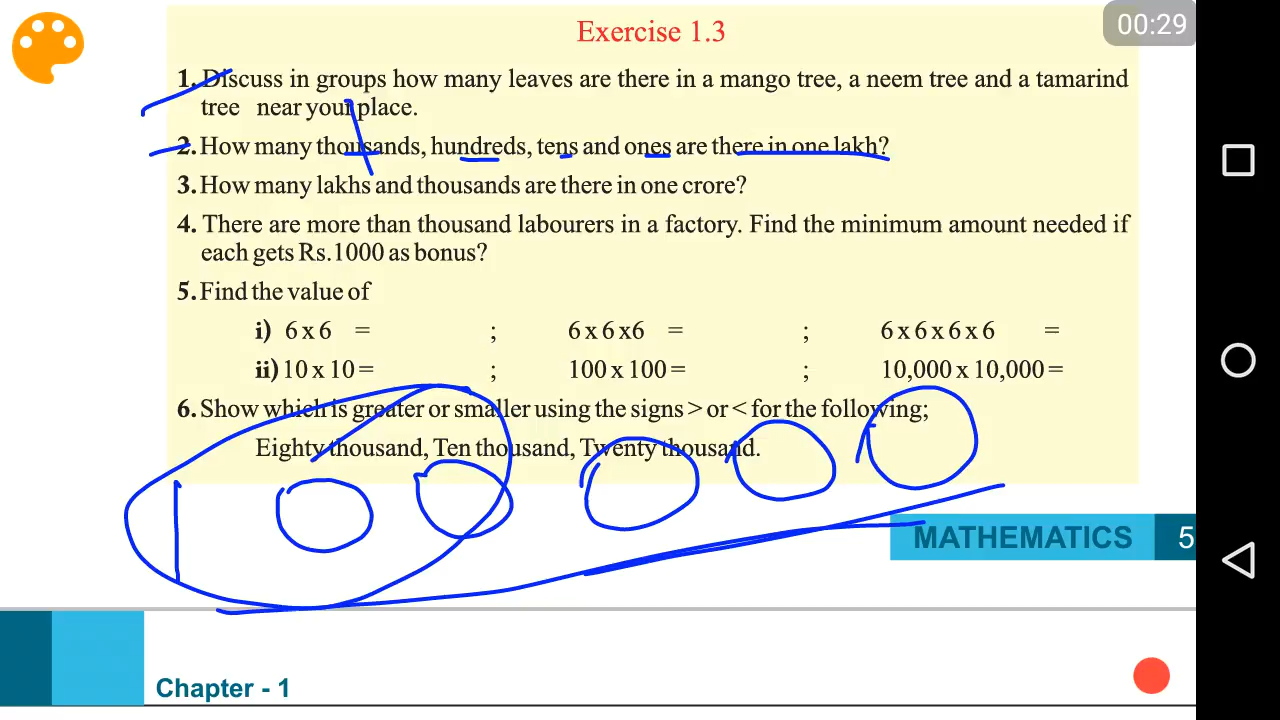 00:29
Exercise 1.3
1. Discuss in groups how many leaves are there in a mango tree, a neem tree and a tamarind
tree near your place.
2. How many thousands, hundreds, tens and ones are there in one lakh?
3. How many lakhs and thousands are there in one crore?
4. There are more than thousand labourers in a factory. Find the minimum amount needed if
each gets Rs.1000 as bonus?
5. Find the value of
i) 6 x 6 = ; 6 x 6 x6 = ; 6 x 6 x 6 x 6 =
ii) 10 x 10 = ; 100 x 100 = ; 10,000 x 10,000 =
6. Show which is greater or smaller using the signs > or < for the following;
Eighty thousand, Ten thousand, Twenty thousand.
100000
MATHEMATICS 5
Chapter - 1